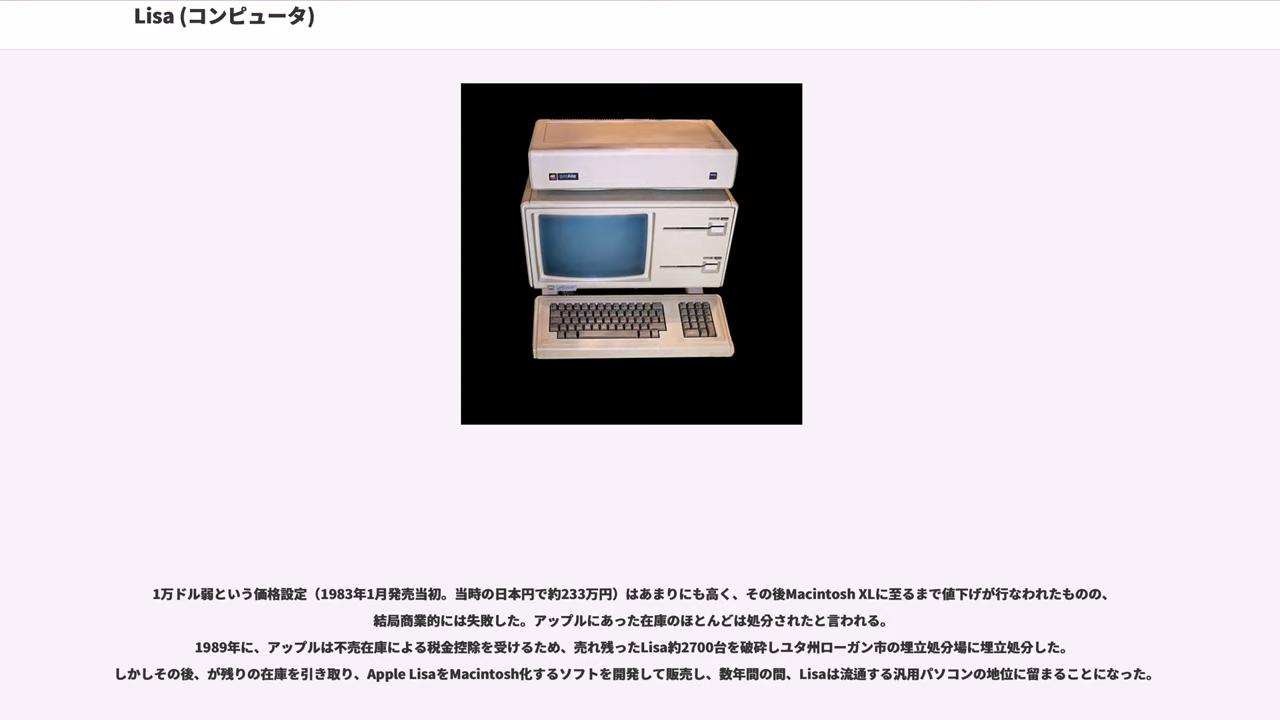 Lisa (コンピュータ)
1万ドル弱という価格設定（1983年1月発売当初。当時の日本円で約233万円）はあまりにも高く、その後Macintosh XLに至るまで値下げが行なわれたものの、
結局商業的には失敗した。アップルにあった在庫のほとんどは処分されたと言われる。
1989年に、アップルは不売在庫による税金控除を受けるため、売れ残ったLisa約2700台を破砕しユタ州ローガン市の埋立処分場に埋立処分した。
しかしその後、が残りの在庫を引き取り、Apple LisaをMacintosh化するソフトを開発して販売し、数年間の間、Lisaは流通する汎用パソコンの地位に留まることになった。